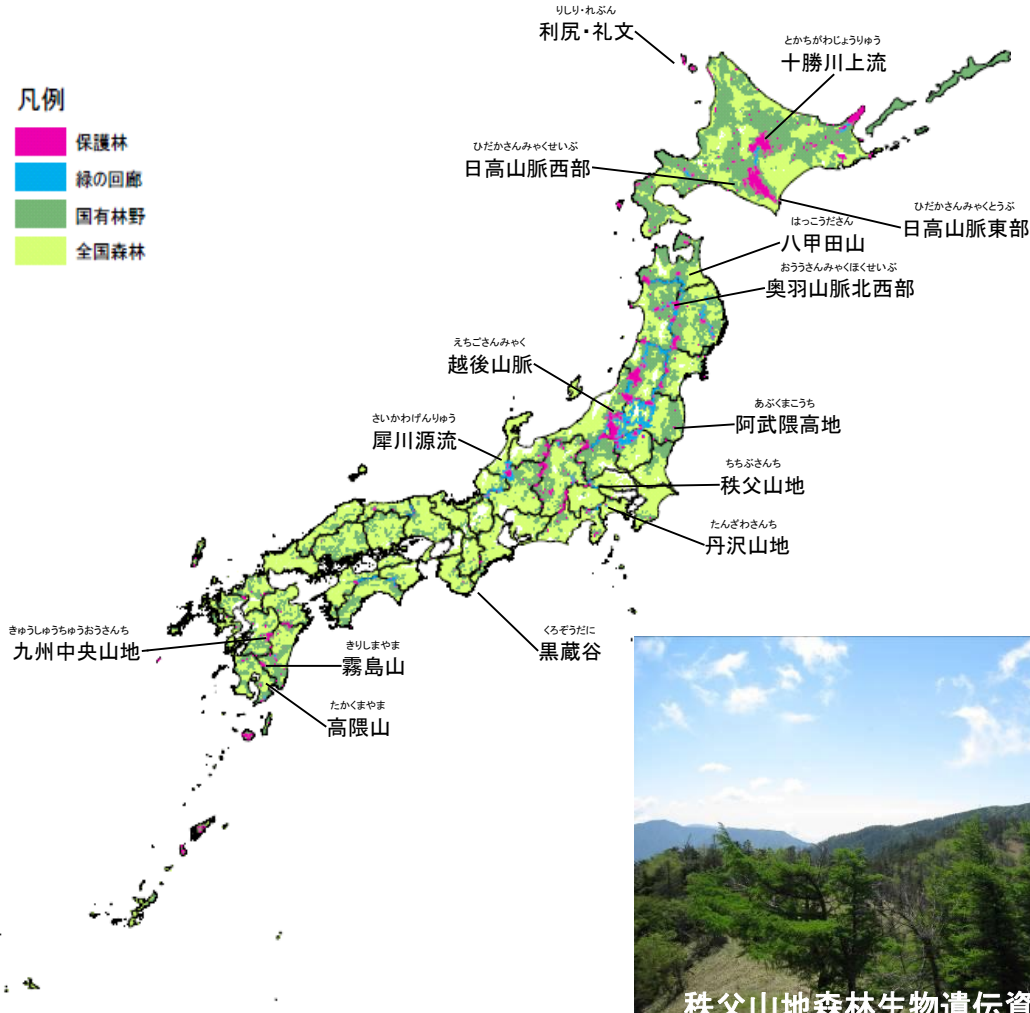 りしり・れぶん
利尻・礼文
とかちがわじょうりゅう
十勝川上流
凡例
保護林
緑の回廊
国有林野
全国森林
ひだかさんみゃくせいぶ
日高山脈西部
ひだかさんみゃくとうぶ
日高山脈東部
はっこうださん
八甲田山
おううさんみゃくほくせいぶ
奥羽山脈北西部
えちごさんみゃく
越後山脈
あぶくまこうち
阿武隈高地
さいかわげんりゅう
犀川源流
ちちぶさんち
秩父山地
たんざわさんち
丹沢山地
くろぞうだに
黒蔵谷
きゅうしゅうちゅうおうさんち
九州中央山地
きりしまやま
霧島山
たかくまやま
高隈山
秩父山地森林生物遺伝資